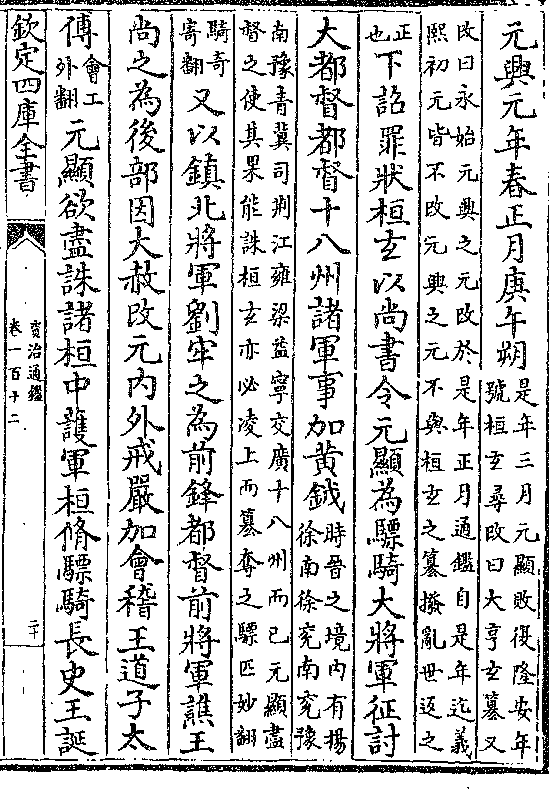 元興元年春正月庚午朔是年三月元顯敗復隆安年
號桓玄尋改曰大亨玄簒又
改曰永始元興之元改於是年正月通鑑自是年迄義
熙初元皆不改元興之元不與桓玄之簒撥亂世返之
正
也下詔罪狀桓玄以尚書令元顯為驃騎大將軍征討
大都督都督十八州諸軍事加黄鉞時晉之境内有揚
徐南徐兖南兖豫
南豫青冀司荆江雍梁益寧交廣十八州而已元顯盡
督之使其果能誅桓玄亦必凌上而簒奪之驃匹妙翻
騎奇
寄翻又以鎮北將軍劉牢之為前鋒都督前將軍譙王
尚之為後部因大赦改元内外戒嚴加會稽王道子太
傅會工
外翻元顯欲盡誅諸桓中護軍桓脩驃騎長史王誕
欽定四庫全書
資治通鑑
卷一百十二
二十